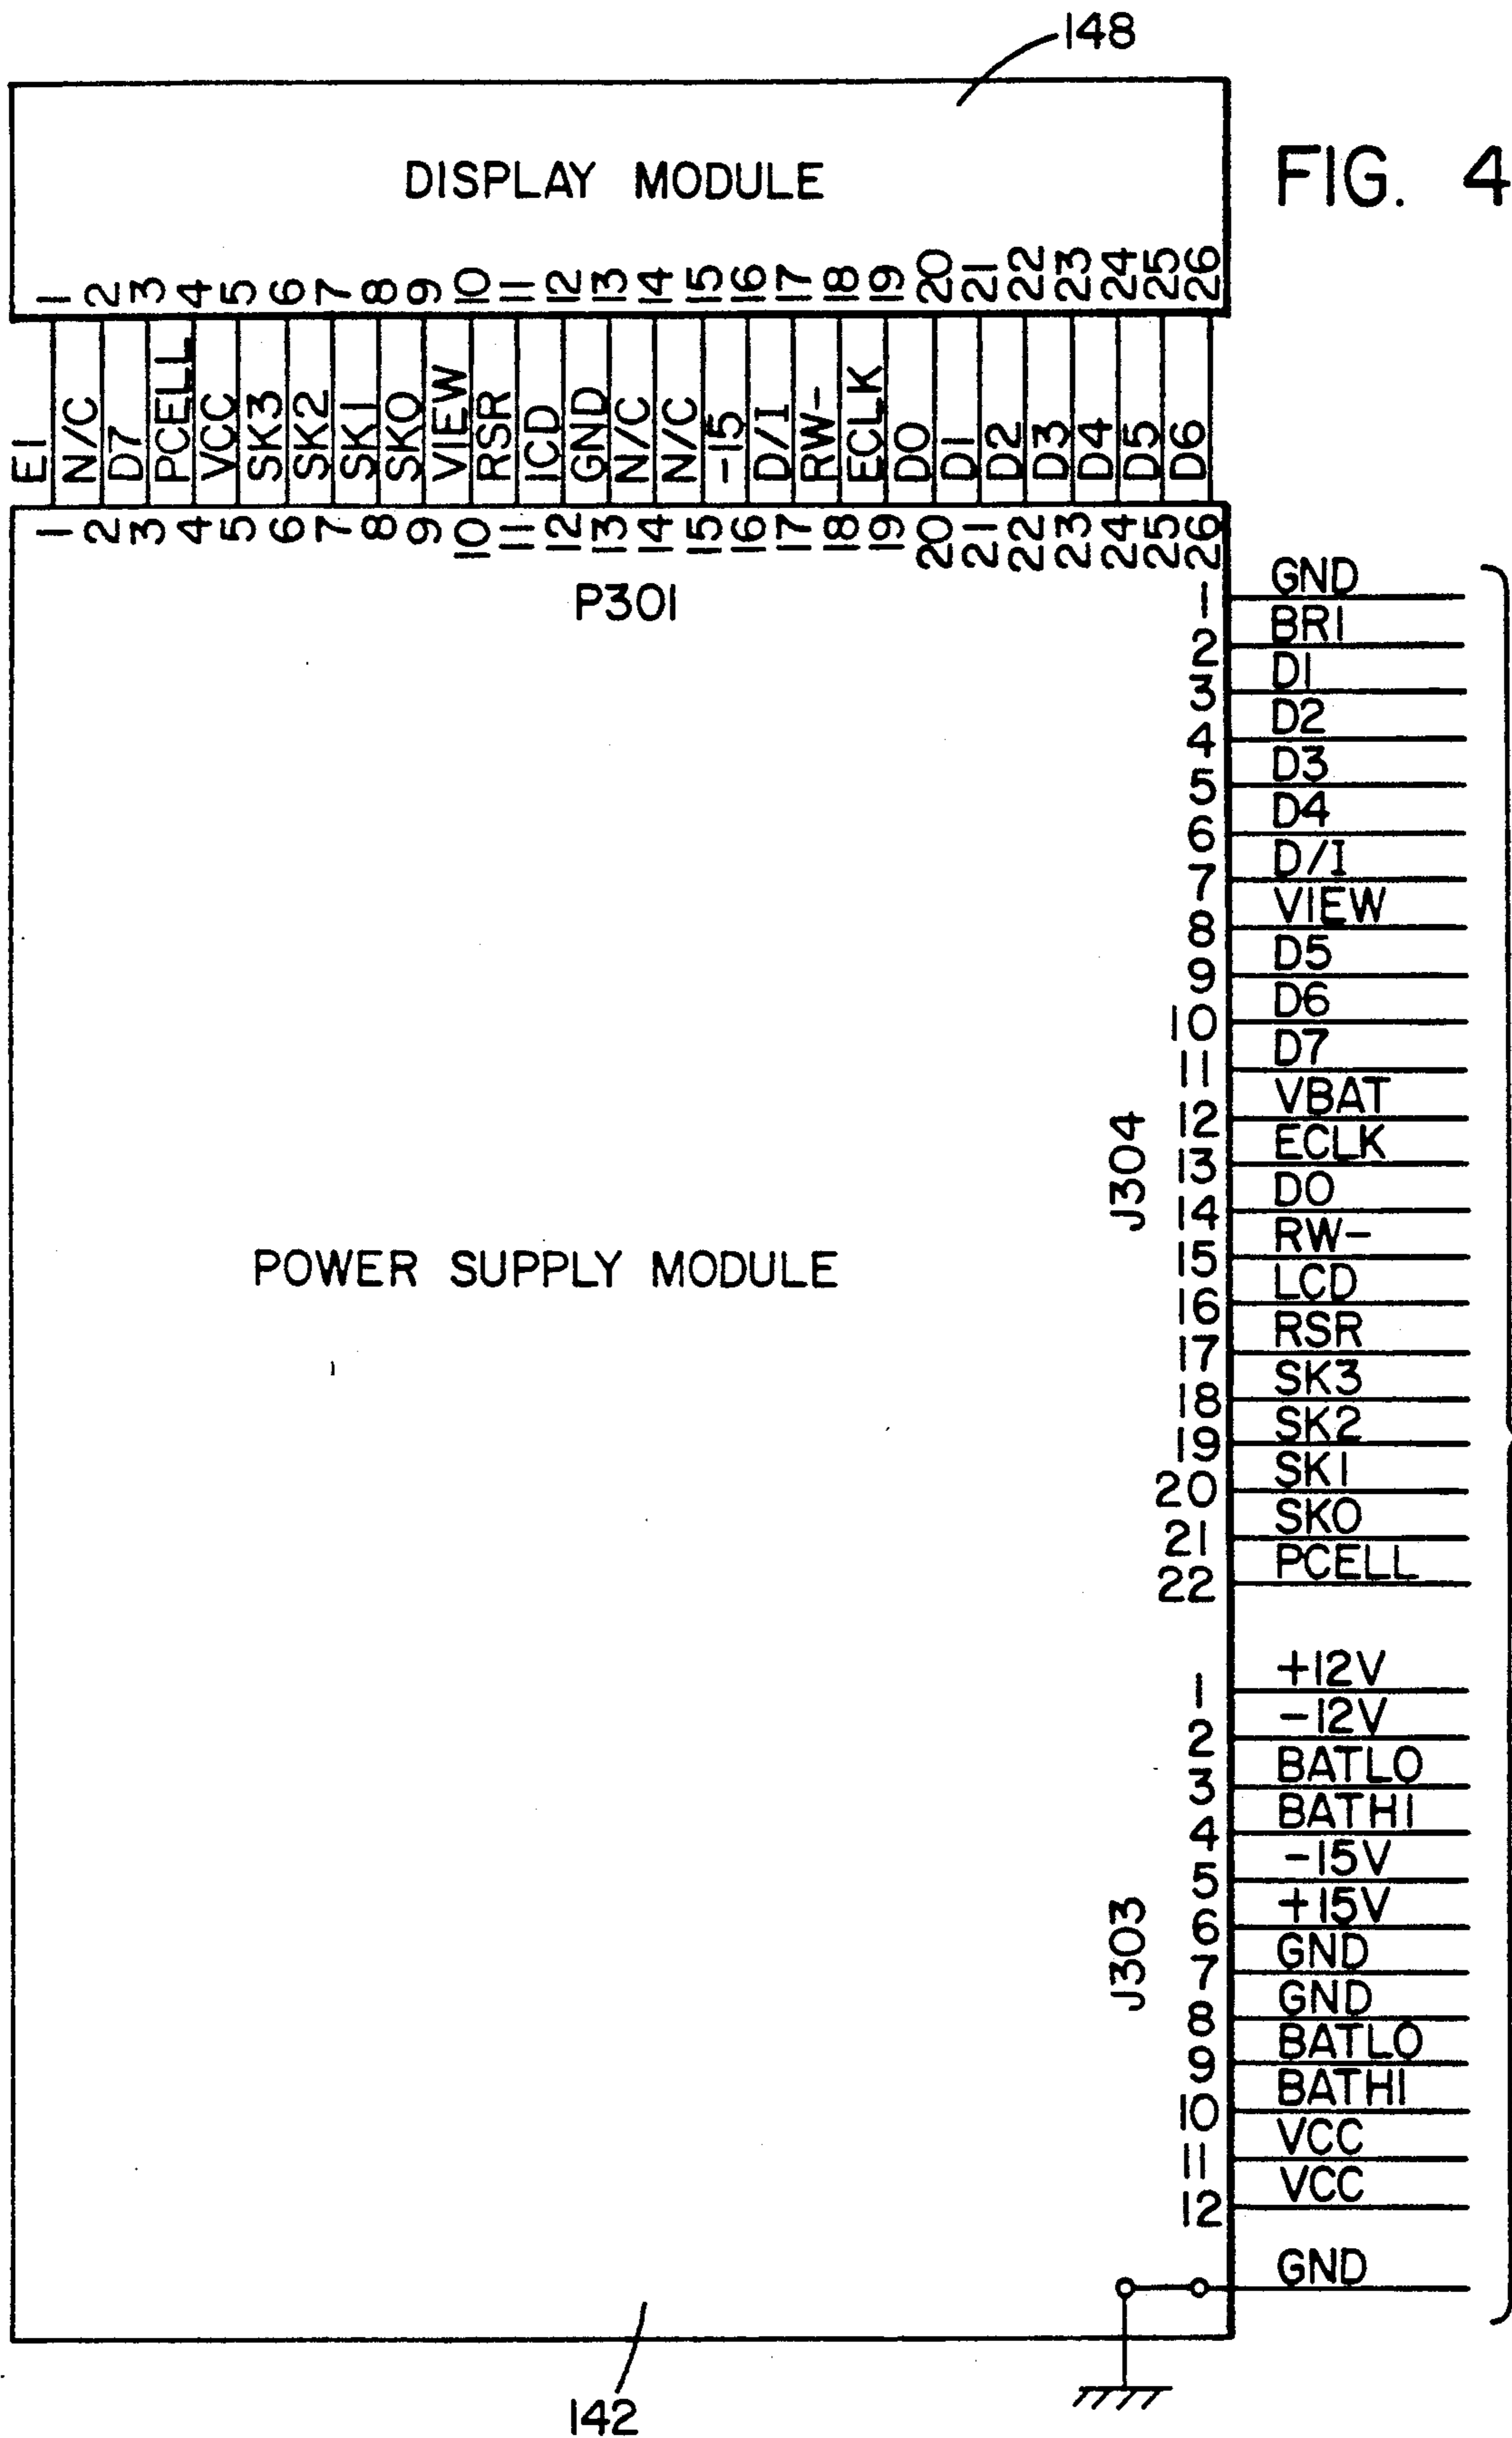 148
FIG. 4
DISPLAY MODULE
1 2 3 4 5 6 7 8 9 10 11 12 13 14 15 16 17 18 19 20 21 22 23 24 25 26
E1 N/C D7 PCELL VCC SK3 SK2 SK1 SK0 VIEW RSR LCD GND N/C N/C -15 D/I RW- ECLK D0 D1 D2 D3 D4 D5 D6
1 2 3 4 5 6 7 8 9 10 11 12 13 14 15 16 17 18 19 20 21 22 23 24 25 26
P301
POWER SUPPLY MODULE
J304
1 GND
2 BR1
3 D1
4 D2
5 D3
6 D4
7 D/I
8 VIEW
9 D5
10 D6
11 D7
12 VBAT
13 ECLK
14 D0
15 RW-
16 LCD
17 RSR
18 SK3
19 SK2
20 SK1
21 SK0
22 PCELL
J303
1 +12V
2 -12V
3 BATLO
4 BATHI
5 -15V
6 +15V
7 GND
8 GND
9 BATLO
10 BATHI
11 VCC
12 VCC
GND
142